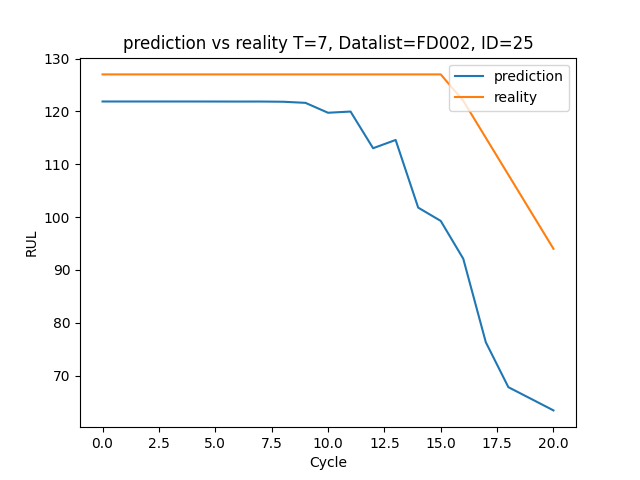 prediction vs reality T=7, Datalist=FD002, ID=25
130
120
110
100
90
80
70
RUL
prediction
reality
0.0 2.5 5.0 7.5 10.0 12.5 15.0 17.5 20.0
Cycle